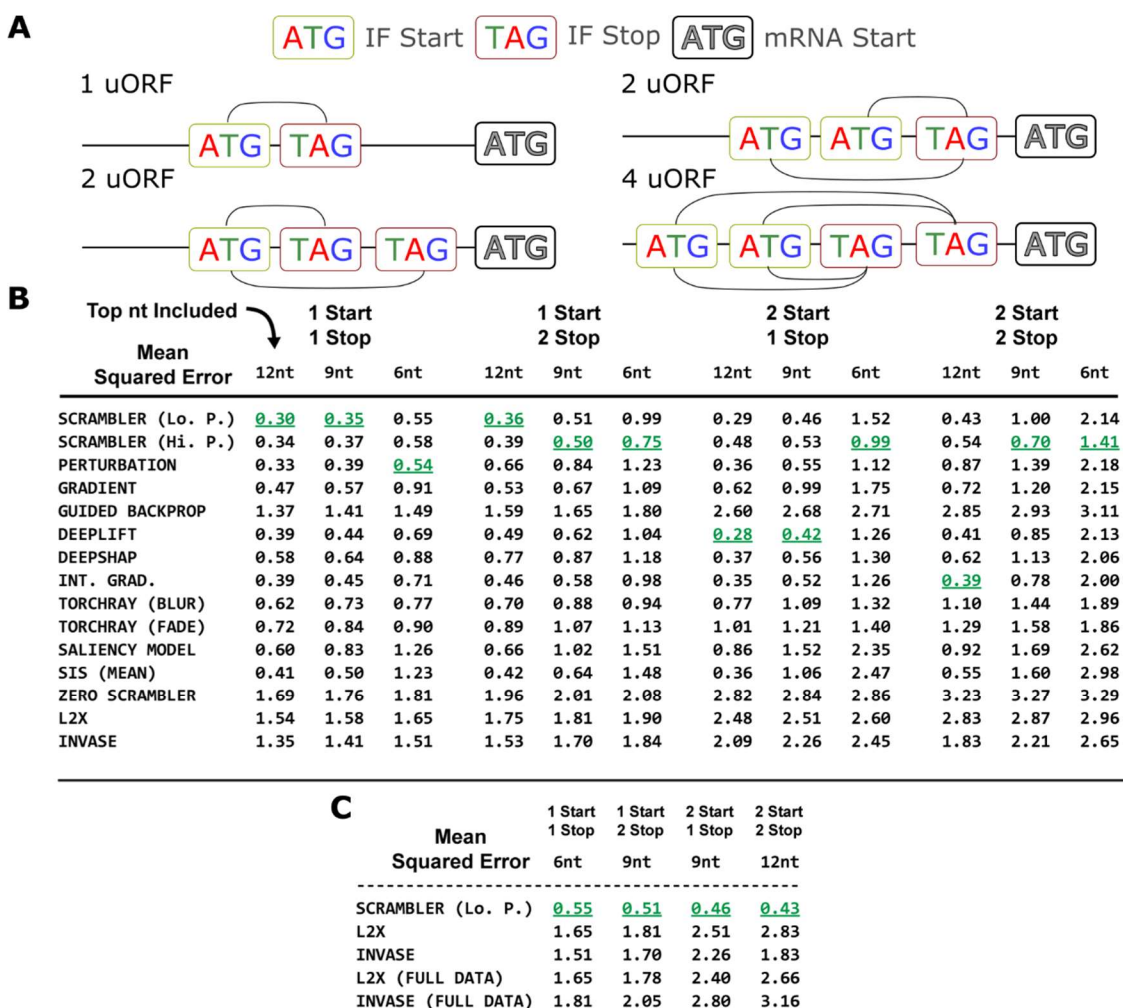 A
ATG IF Start TAG IF Stop ATG mRNA Start
1 uORF
ATG TAG ATG
2 uORF
ATG ATG TAG ATG
2 uORF
ATG TAG TAG ATG
4 uORF
ATG ATG TAG TAG ATG
B
Top nt Included
1 Start 1 Start 2 Start 2 Start
1 Stop 2 Stop 1 Stop 2 Stop
Mean
Squared Error 12nt 9nt 6nt 12nt 9nt 6nt 12nt 9nt 6nt 12nt 9nt 6nt
SCRAMBLER (Lo. P.) 0.30 0.35 0.55 0.36 0.51 0.99 0.29 0.46 1.52 0.43 1.00 2.14
SCRAMBLER (Hi. P.) 0.34 0.37 0.58 0.39 0.50 0.75 0.48 0.53 0.99 0.54 0.70 1.41
PERTURBATION 0.33 0.39 0.54 0.66 0.84 1.23 0.36 0.55 1.12 0.87 1.39 2.18
GRADIENT 0.47 0.57 0.91 0.53 0.67 1.09 0.62 0.99 1.75 0.72 1.20 2.15
GUIDED BACKPROP 1.37 1.41 1.49 1.59 1.65 1.80 2.60 2.68 2.71 2.85 2.93 3.11
DEEPLIFT 0.39 0.44 0.69 0.49 0.62 1.04 0.28 0.42 1.26 0.41 0.85 2.13
DEEPSHAP 0.58 0.64 0.88 0.77 0.87 1.18 0.37 0.56 1.30 0.62 1.13 2.06
INT. GRAD. 0.39 0.45 0.71 0.46 0.58 0.98 0.35 0.52 1.26 0.39 0.78 2.00
TORCHRAY (BLUR) 0.62 0.73 0.77 0.70 0.88 0.94 0.77 1.09 1.32 1.10 1.44 1.89
TORCHRAY (FADE) 0.72 0.84 0.90 0.89 1.07 1.13 1.01 1.21 1.40 1.29 1.58 1.86
SALIENCY MODEL 0.60 0.83 1.26 0.66 1.02 1.51 0.86 1.52 2.35 0.92 1.69 2.62
SIS (MEAN) 0.41 0.50 1.23 0.42 0.64 1.48 0.36 1.06 2.47 0.55 1.60 2.98
ZERO SCRAMBLER 1.69 1.76 1.81 1.96 2.01 2.08 2.82 2.84 2.86 3.23 3.27 3.29
L2X 1.54 1.58 1.65 1.75 1.81 1.90 2.48 2.51 2.60 2.83 2.87 2.96
INVASE 1.35 1.41 1.51 1.53 1.70 1.84 2.09 2.26 2.45 1.83 2.21 2.65
C
1 Start 1 Start 2 Start 2 Start
1 Stop 2 Stop 1 Stop 2 Stop
Mean
Squared Error 6nt 9nt 9nt 12nt
SCRAMBLER (Lo. P.) 0.55 0.51 0.46 0.43
L2X 1.65 1.81 2.51 2.83
INVASE 1.51 1.70 2.26 1.83
L2X (FULL DATA) 1.65 1.78 2.40 2.66
INVASE (FULL DATA) 1.81 2.05 2.80 3.16